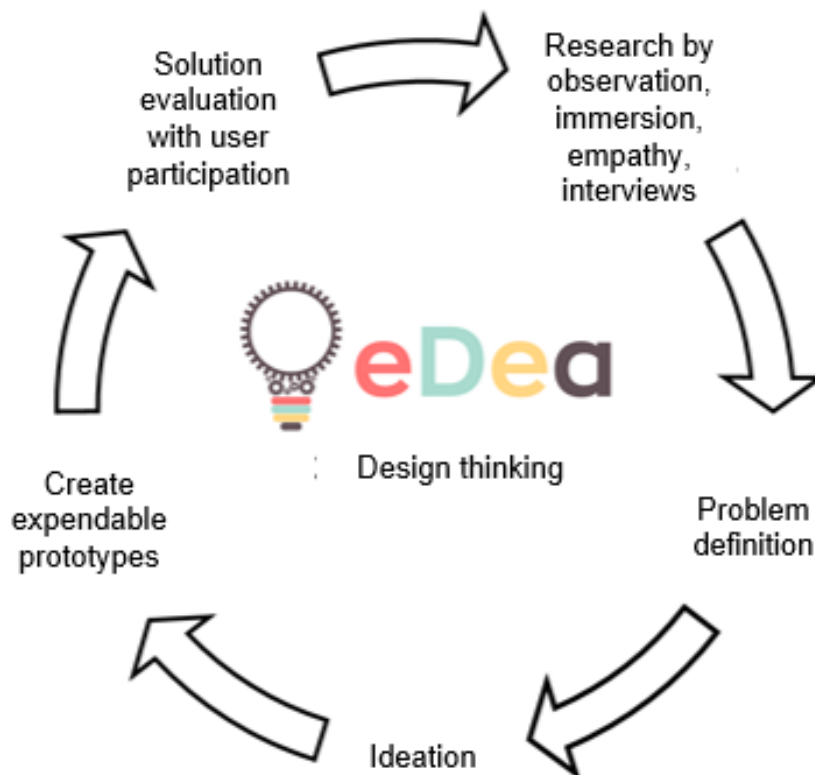 Solution
evaluation
with user
participation
Research by
observation,
immersion,
empathy,
interviews
eDea
Design thinking
Create
expendable
prototypes
Problem
definition
Ideation